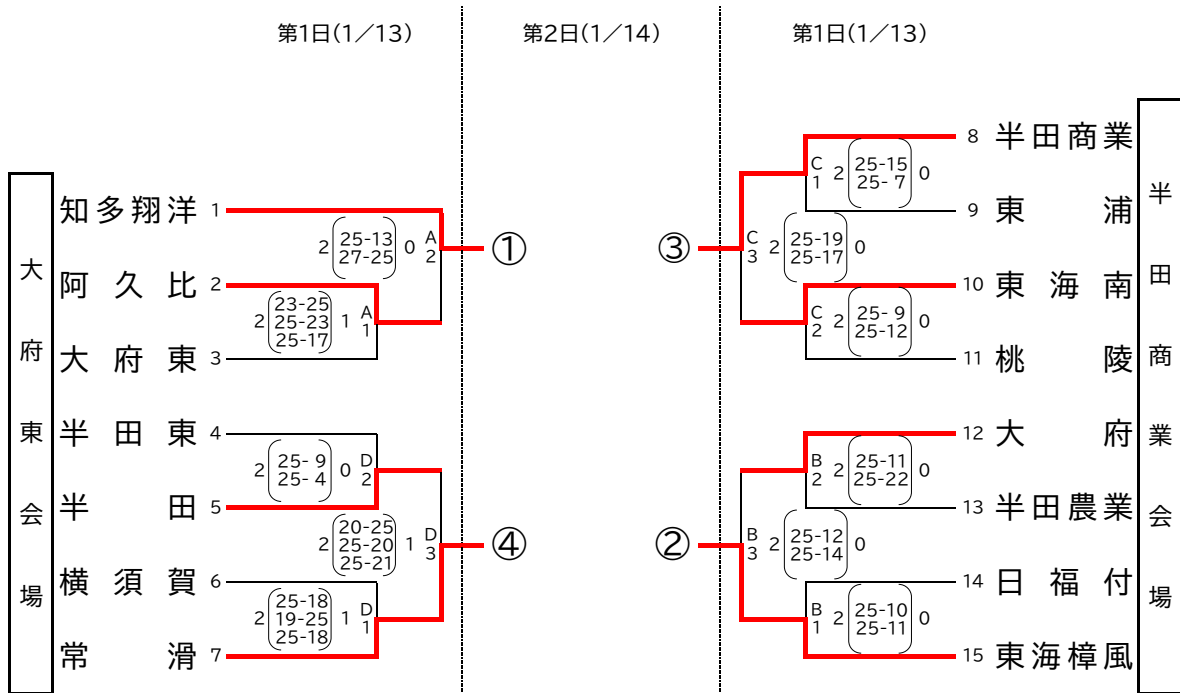 第1日(1/13)
第2日(1/14)
第1日(1/13)
大府東会場
知多翔洋 1
2 25-13 0 A
27-25 2
①
阿久比 2
23-25
2 25-23 1 A
25-17 1
大府東 3
半田東 4
2 25- 9 0 D
25- 4 2
半田 5
20-25
2 25-20 1 D
25-21 3
④
横須賀 6
25-18
2 19-25 1 D
25-18 1
常滑 7
8 半田商業
C 2 25-15 0
1 25- 7
9 東浦
③
C 2 25-19 0
3 25-17
10 東海南
C 2 25- 9 0
2 25-12
11 桃陵
12 大府
B 2 25-11 0
2 25-22
13 半田農業
②
B 2 25-12 0
3 25-14
14 日福付
B 2 25-10 0
1 25-11
15 東海樟風
半田商業会場